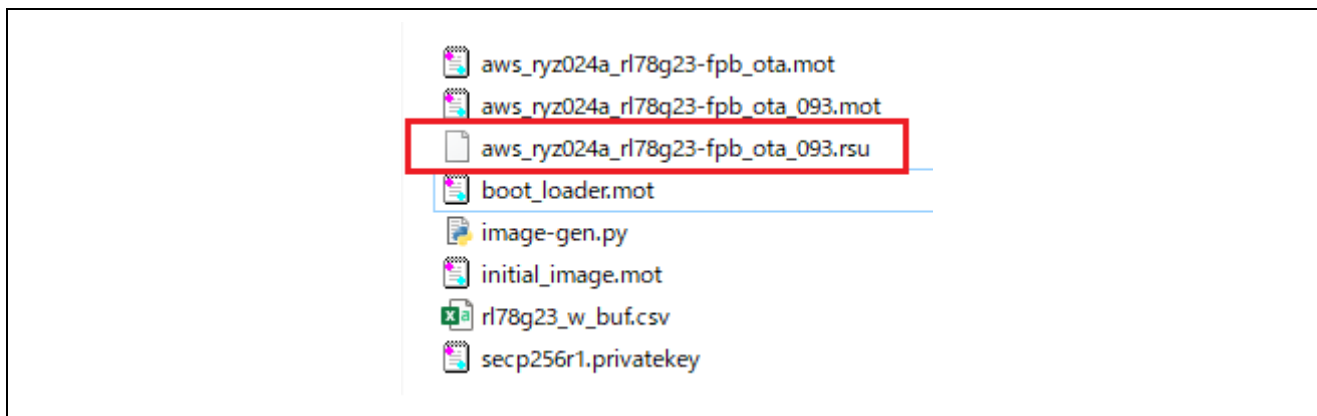 aws_ryz024a_rl78g23-fpb_ota.mot
aws_ryz024a_rl78g23-fpb_ota_093.mot
aws_ryz024a_rl78g23-fpb_ota_093.rsu
boot_loader.mot
image-gen.py
initial_image.mot
rl78g23_w_buf.csv
secp256r1.privatekey